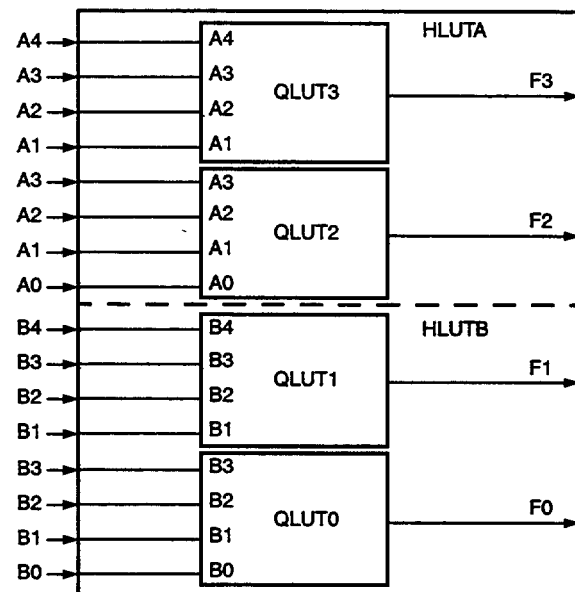 HLUTA
A4 A4
A3 A3
A2 QLUT3 F3
A2
A1 A1
A3 A3
A2 A2
QLUT2 F2
A1 A1
A0 A0
B4 B4 HLUTB
B3 B3
QLUT1 F1
B2 B2
B1 B1
B3 B3
B2 B2
QLUT0 F0
B1 B1
B0 B0